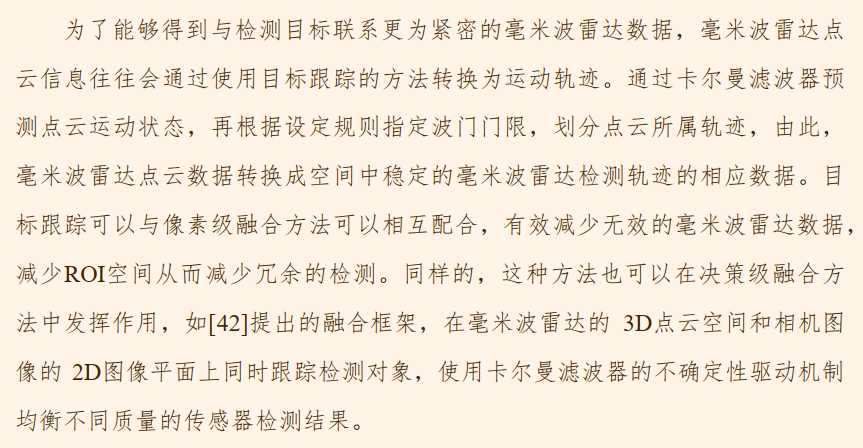 为了能够得到与检测目标联系更为紧密的毫米波雷达数据，毫米波雷达点
云信息往往会通过使用目标跟踪的方法转换为运动轨迹。通过卡尔曼滤波器预
测点云运动状态，再根据设定规则指定波门门限，划分点云所属轨迹，由此，
毫米波雷达点云数据转换成空间中稳定的毫米波雷达检测轨迹的相应数据。目
标跟踪可以与像素级融合方法可以相互配合，有效减少无效的毫米波雷达数据，
减少ROI空间从而减少冗余的检测。同样的，这种方法也可以在决策级融合方
法中发挥作用，如[42]提出的融合框架，在毫米波雷达的 3D点云空间和相机图
像的 2D图像平面上同时跟踪检测对象，使用卡尔曼滤波器的不确定性驱动机制
均衡不同质量的传感器检测结果。